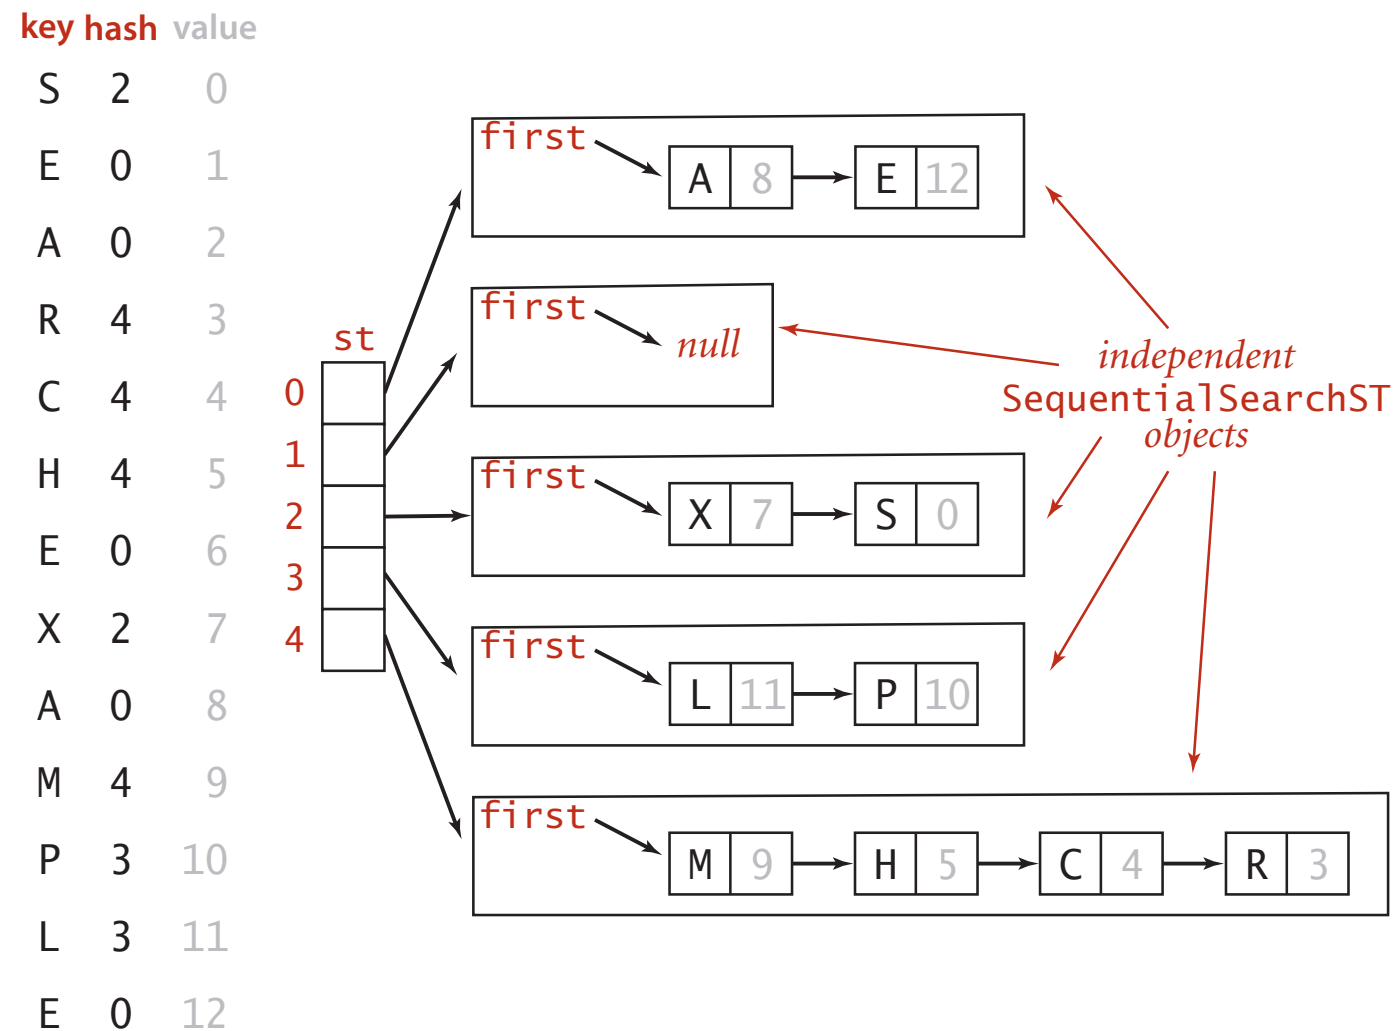 key hash value
S 2 0
E 0 1
A 0 2
R 4 3
C 4 4
H 4 5
E 0 6
X 2 7
A 0 8
M 4 9
P 3 10
L 3 11
E 0 12
st
0
1
2
3
4
first
A 8 E 12
first
null
first
X 7 S 0
first
L 11 P 10
first
M 9 H 5 C 4 R 3
independent
SequentialSearchST
objects